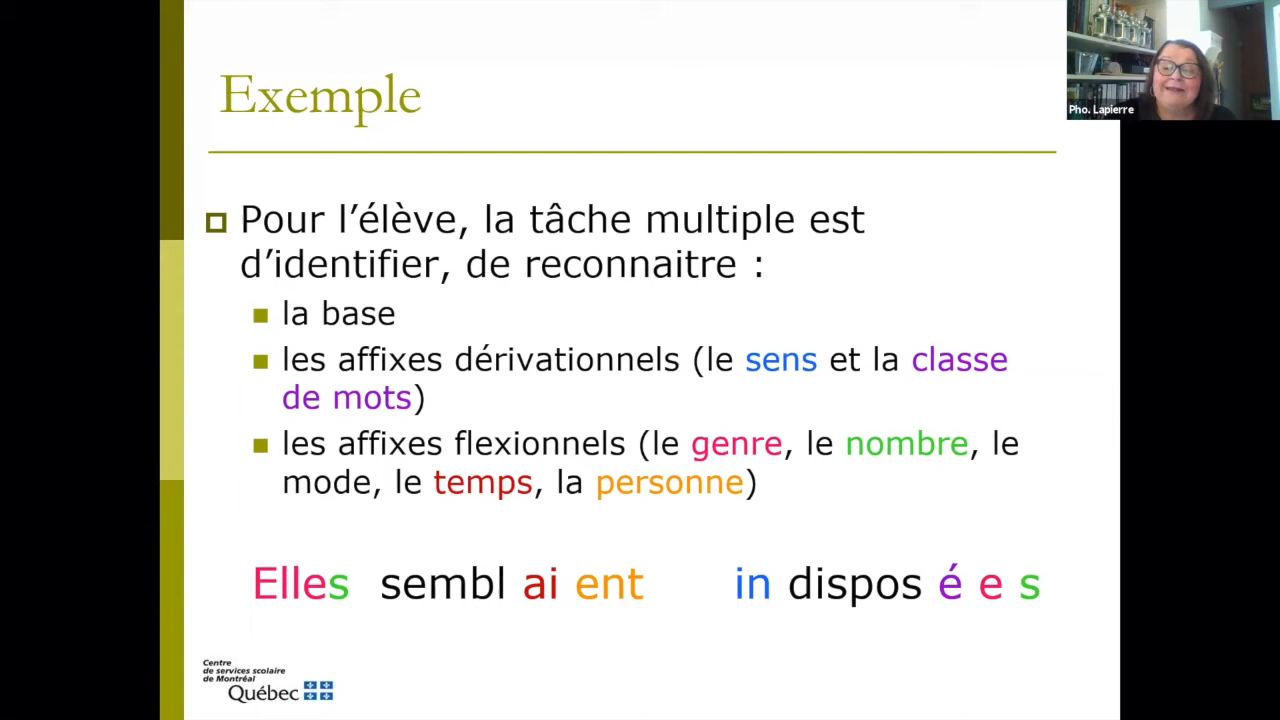 Exemple
Pho. Lapierre
Pour l’élève, la tâche multiple est
d’identifier, de reconnaitre :
la base
les affixes dérivationnels (le sens et la classe
de mots)
les affixes flexionnels (le genre, le nombre, le
mode, le temps, la personne)
Elles sembl ai ent in dispos é e s
Centre
de services scolaire
de Montréal
Québec